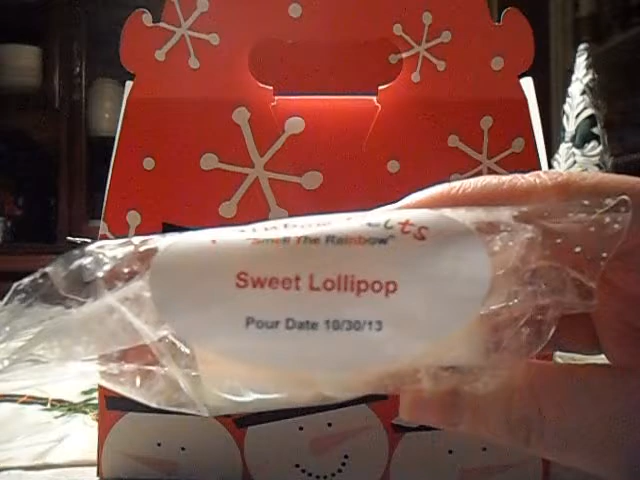 "Smell The Rainbow"
Sweet Lollipop
Pour Date 10/30/13